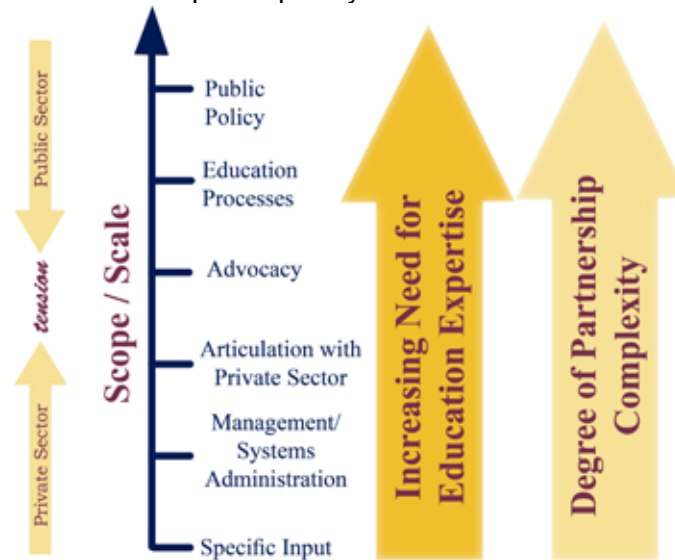 Public Sector
tension
Private Sector
Scope / Scale
Public
Policy
Education
Processes
Advocacy
Articulation with
Private Sector
Management/
Systems
Administration
Specific Input
Increasing Need for
Education Expertise
Degree of Partnership
Complexity